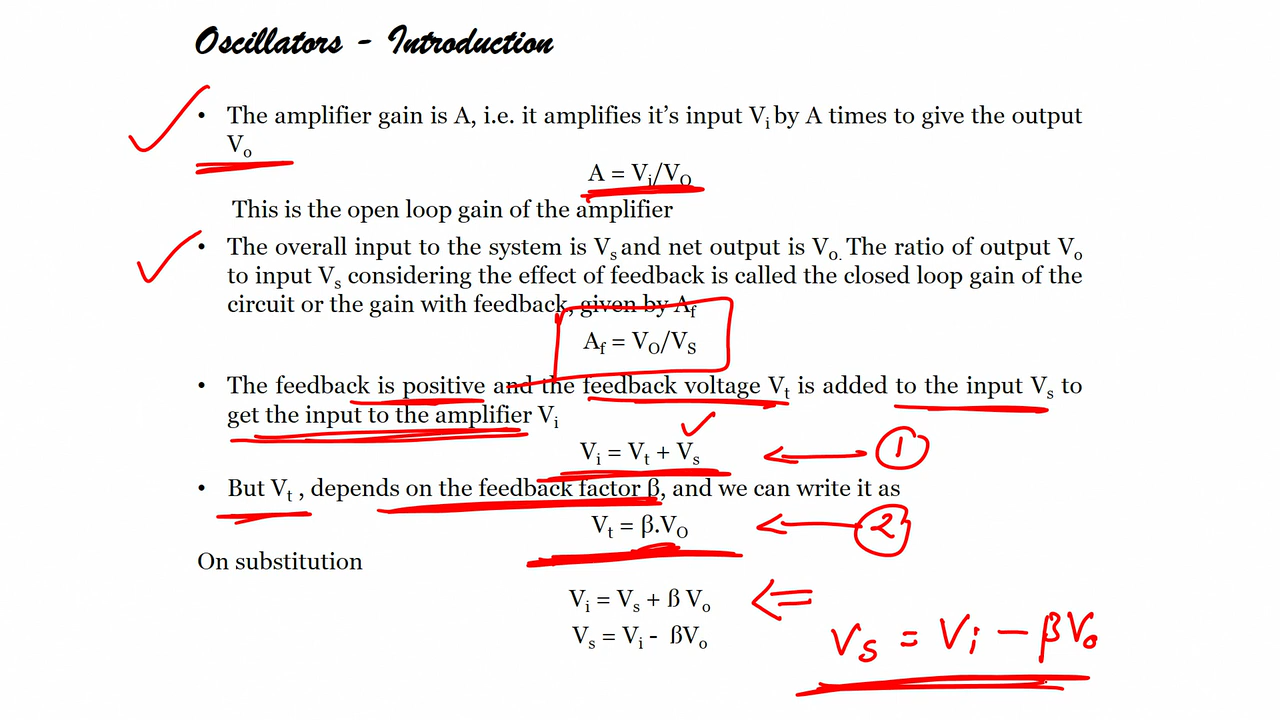 Oscillators - Introduction
• The amplifier gain is A, i.e. it amplifies it's input Vi by A times to give the output
Vo
A = Vi/VO
This is the open loop gain of the amplifier
• The overall input to the system is Vs and net output is Vo. The ratio of output Vo
to input Vs considering the effect of feedback is called the closed loop gain of the
circuit or the gain with feedback, given by Af
Af = VO/VS
• The feedback is positive and the feedback voltage Vt is added to the input Vs to
get the input to the amplifier Vi
Vi = Vt + Vs
1
• But Vt , depends on the feedback factor β, and we can write it as
Vt = β.VO
2
On substitution
Vi = Vs + ß Vo
Vs = Vi - ßVo
Vs = Vi - βVo